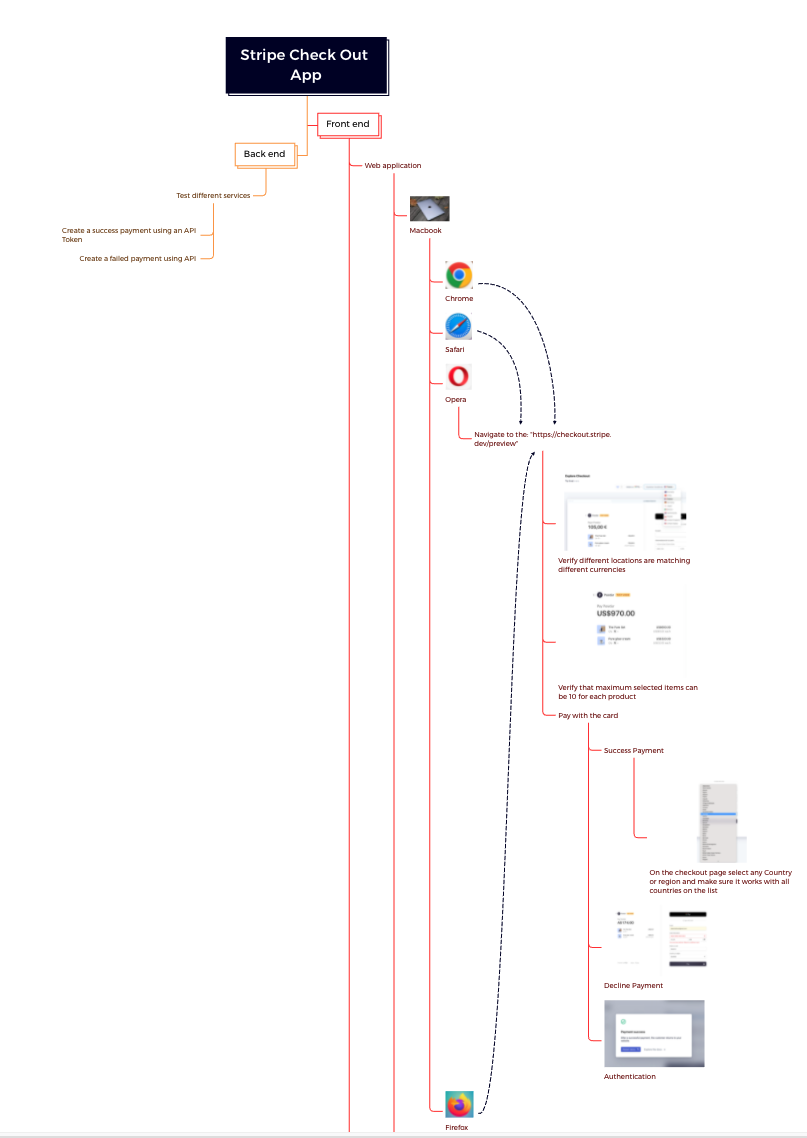 Stripe Check Out
App
Front end
Back end
Web application
Test different services
Create a success payment using an API
Token
Create a failed payment using API
Macbook
Chrome
Safari
Opera
Navigate to the: "https://checkout.stripe.
dev/preview"
Verify different locations are matching
different currencies
US$970.00
Verify that maximum selected items can
be 10 for each product
Pay with the card
Success Payment
On the checkout page select any Country
or region and make sure it works with all
countries on the list
Decline Payment
Payment success
Authentication
Firefox